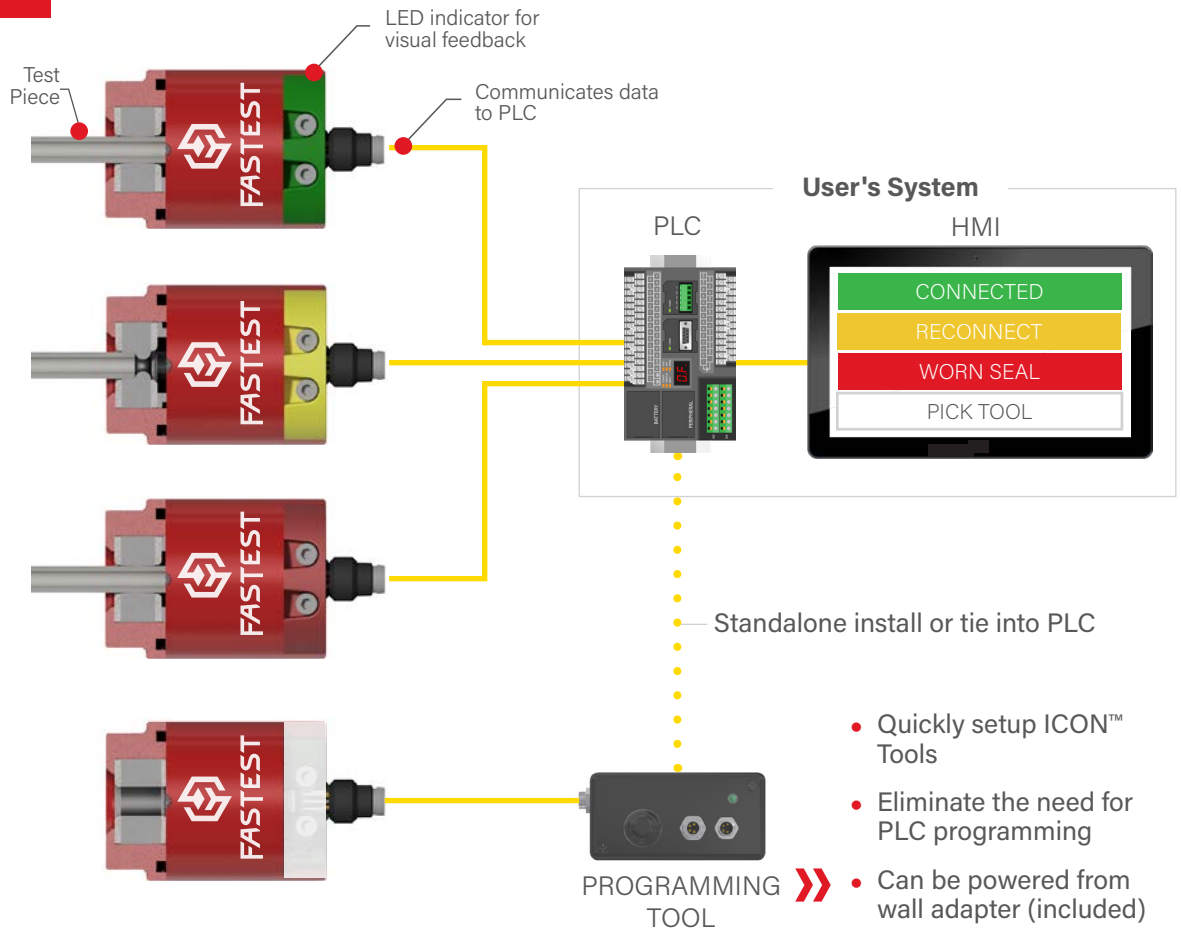 LED indicator for
visual feedback
Test
Piece
Communicates data
to PLC
FASTEST
FASTEST
FASTEST
FASTEST
User's System
PLC
HMI
BATTERY
PERIPHERAL
CONNECTED
RECONNECT
WORN SEAL
PICK TOOL
Standalone install or tie into PLC
PROGRAMMING
TOOL
• Quickly setup ICON™
Tools
• Eliminate the need for
PLC programming
• Can be powered from
wall adapter (included)